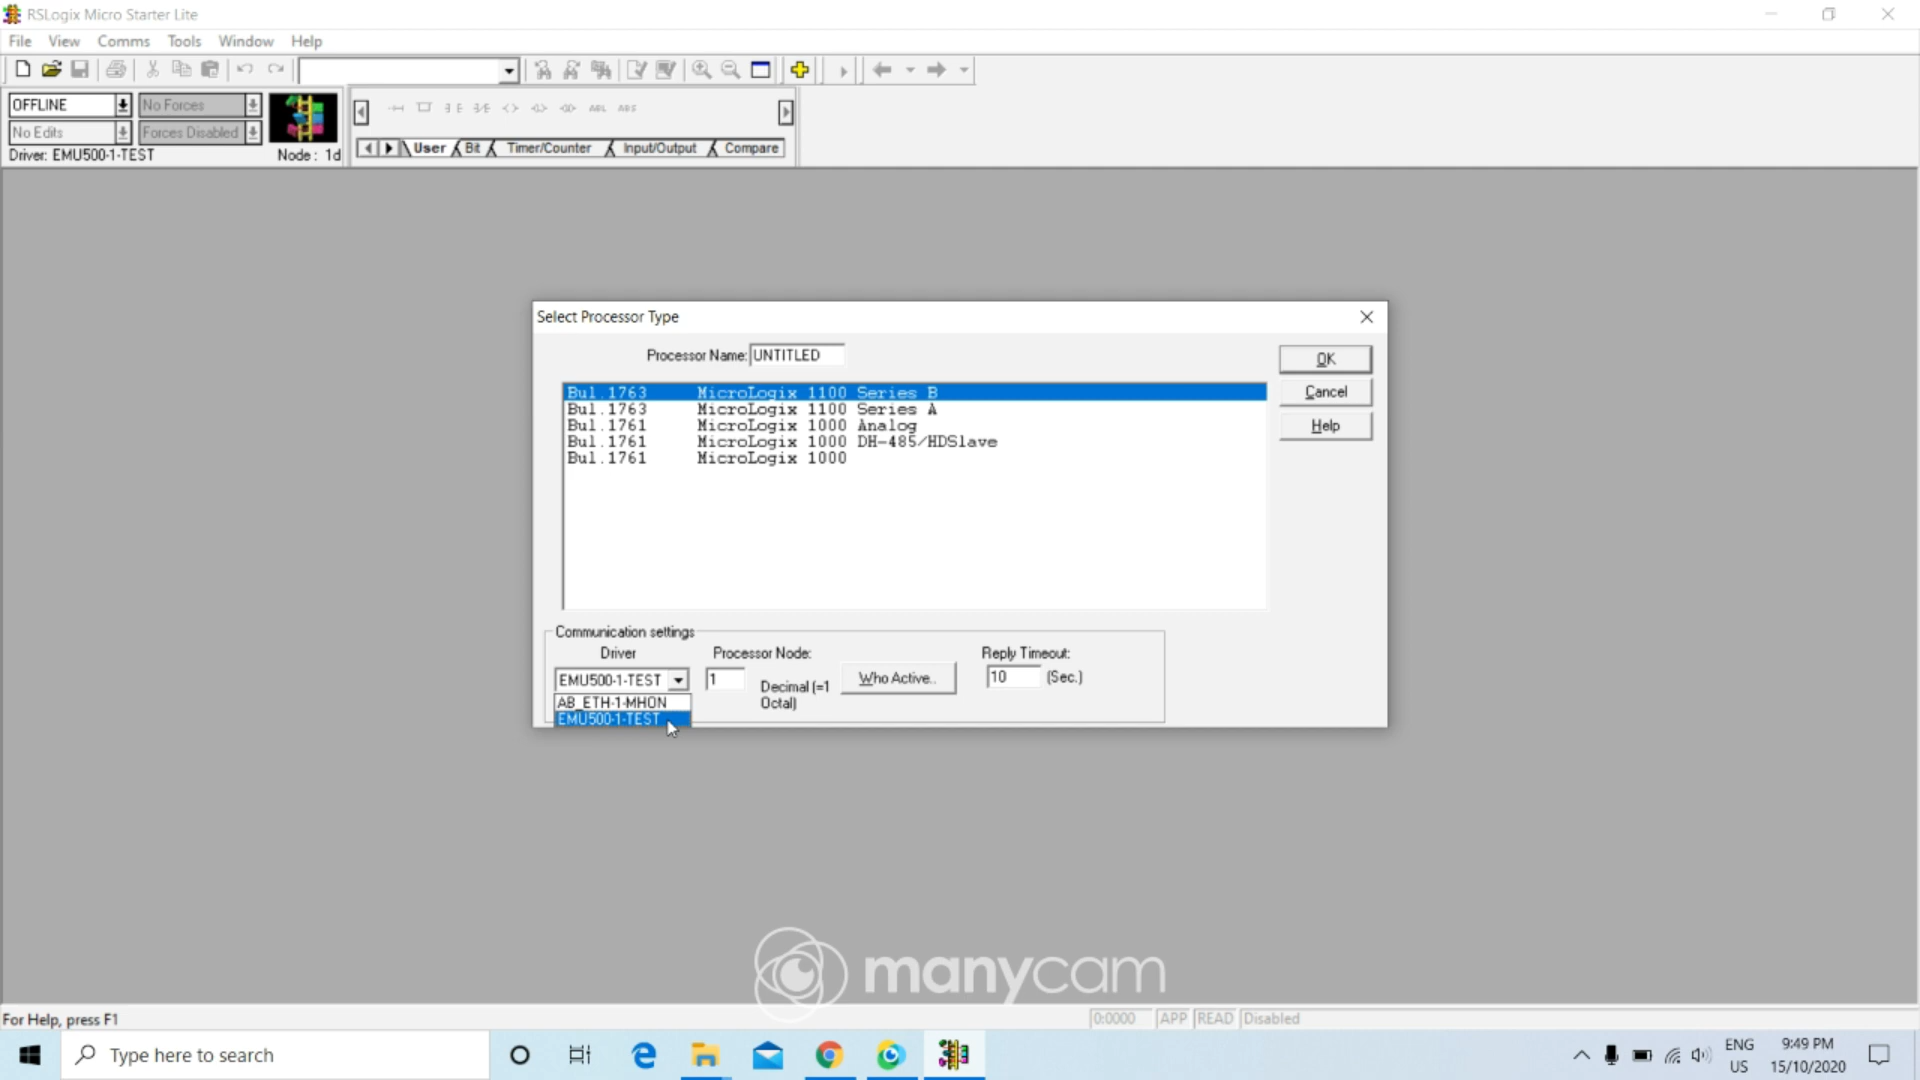 RSLogix Micro Starter Lite
File View Comms Tools Window Help
OFFLINE No Forces
No Edits Forces Disabled
Driver: EMU500-1-TEST Node : 1d
ABL ABS
User Bit Timer/Counter Input/Output Compare
Select Processor Type
Processor Name: UNTITLED
OK
Cancel
Help
Bul.1763 MicroLogix 1100 Series B
Bul.1763 MicroLogix 1100 Series A
Bul.1761 MicroLogix 1000 Analog
Bul.1761 MicroLogix 1000 DH-485/HDSlave
Bul.1761 MicroLogix 1000
Communication settings
Driver Processor Node: Reply Timeout:
EMU500-1-TEST 1 Decimal (=1 Octal) Who Active.. 10 (Sec.)
AB_ETH-1-MHON
EMU500-1-TEST
manycam
For Help, press F1 0:0000 APP READ Disabled
Type here to search
ENG 9:49 PM
US 15/10/2020